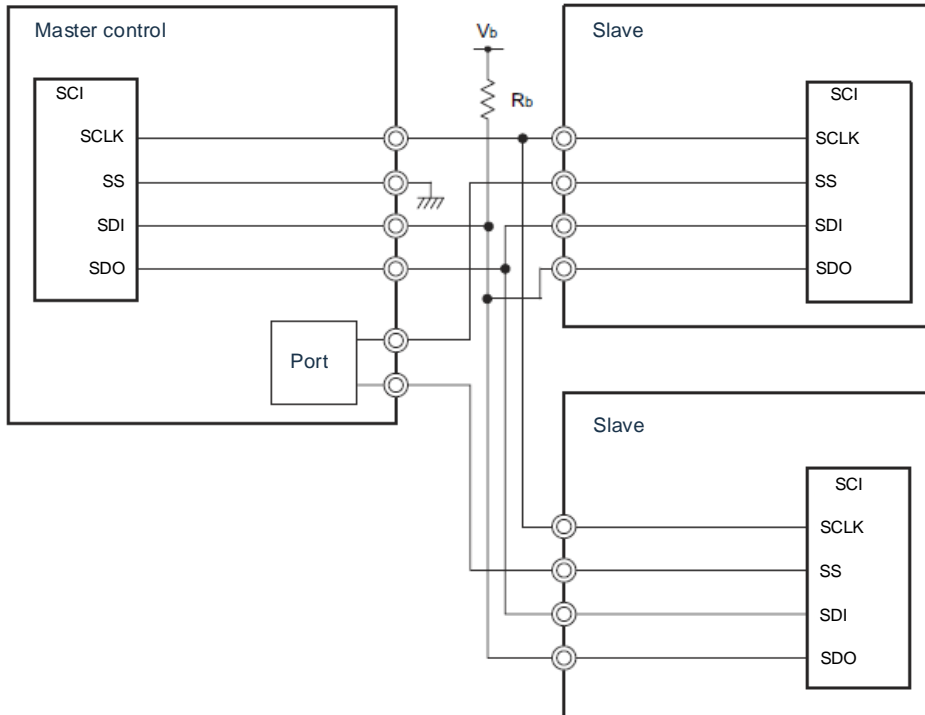 Master control
SCI
SCLK
SS
SDI
SDO
Port
Vb
Rb
Slave
SCI
SCLK
SS
SDI
SDO
Slave
SCI
SCLK
SS
SDI
SDO